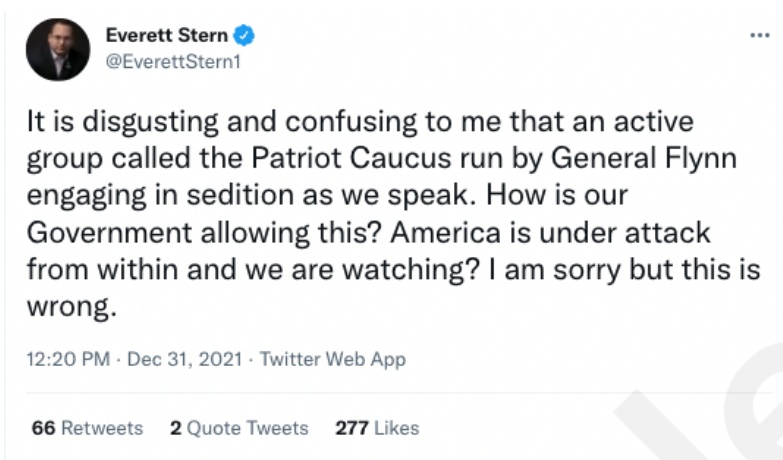 Everett Stern
@EverettStern1
It is disgusting and confusing to me that an active
group called the Patriot Caucus run by General Flynn
engaging in sedition as we speak. How is our
Government allowing this? America is under attack
from within and we are watching? I am sorry but this is
wrong.
12:20 PM · Dec 31, 2021 · Twitter Web App
66 Retweets 2 Quote Tweets 277 Likes